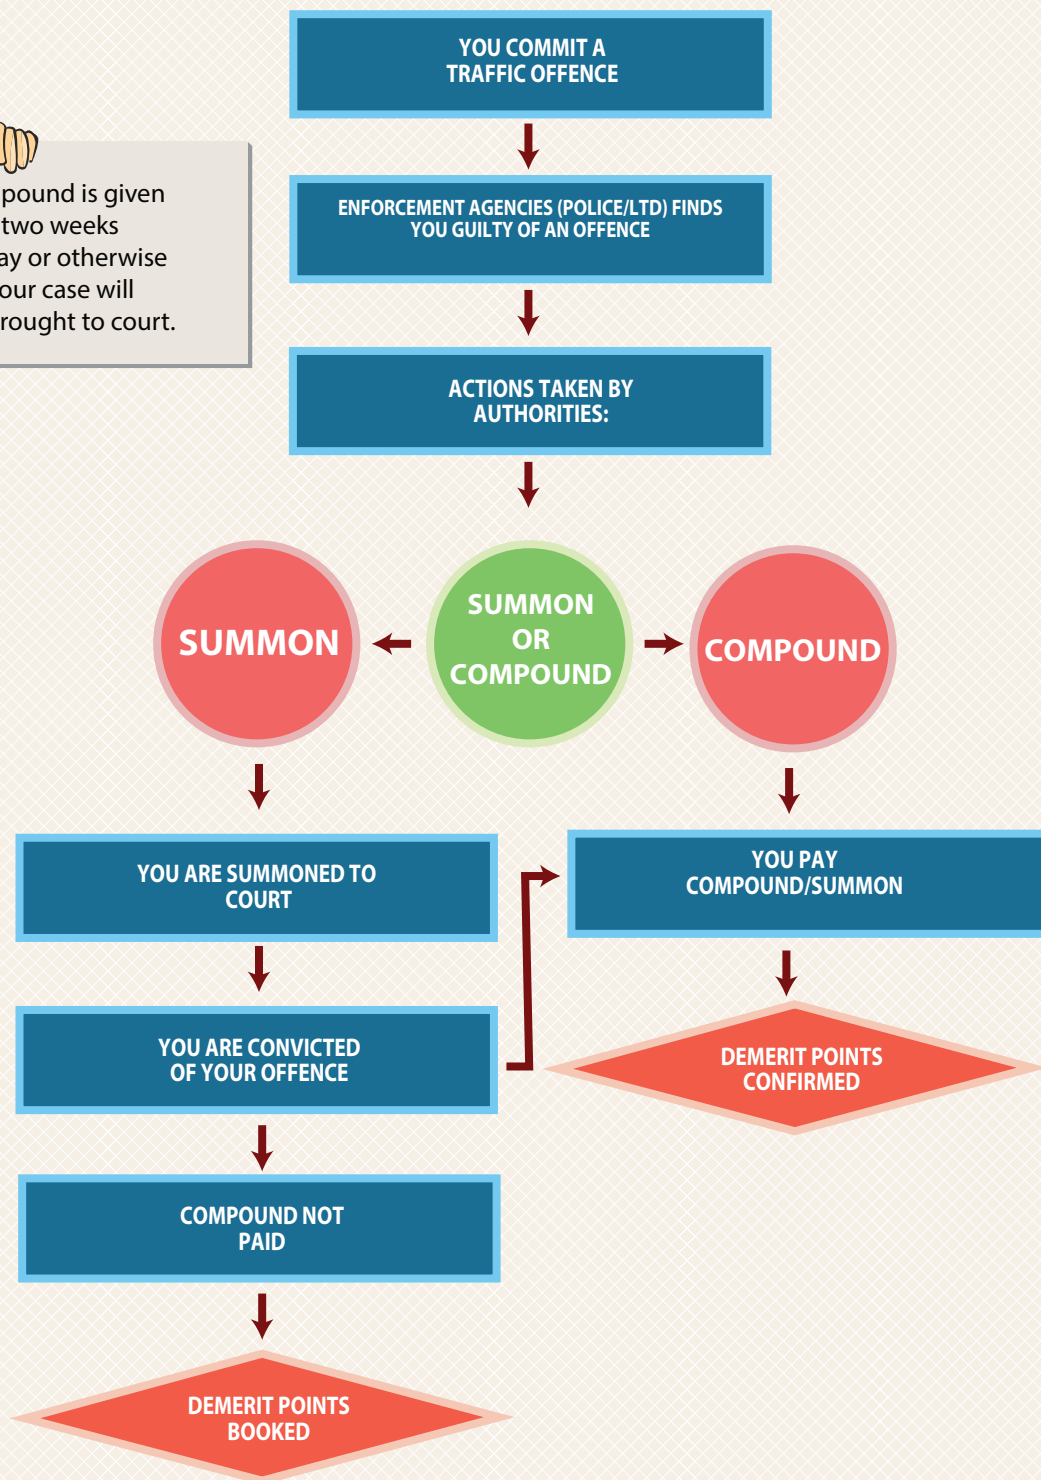 YOU COMMIT A
TRAFFIC OFFENCE
pound is given
two weeks
ay or otherwise
our case will
rought to court.
ENFORCEMENT AGENCIES (POLICE/LTD) FINDS
YOU GUILTY OF AN OFFENCE
ACTIONS TAKEN BY
AUTHORITIES:
SUMMON
SUMMON
OR
COMPOUND
COMPOUND
YOU ARE SUMMONED TO
COURT
YOU PAY
COMPOUND/SUMMON
YOU ARE CONVICTED
OF YOUR OFFENCE
DEMERIT POINTS
CONFIRMED
COMPOUND NOT
PAID
DEMERIT POINTS
BOOKED